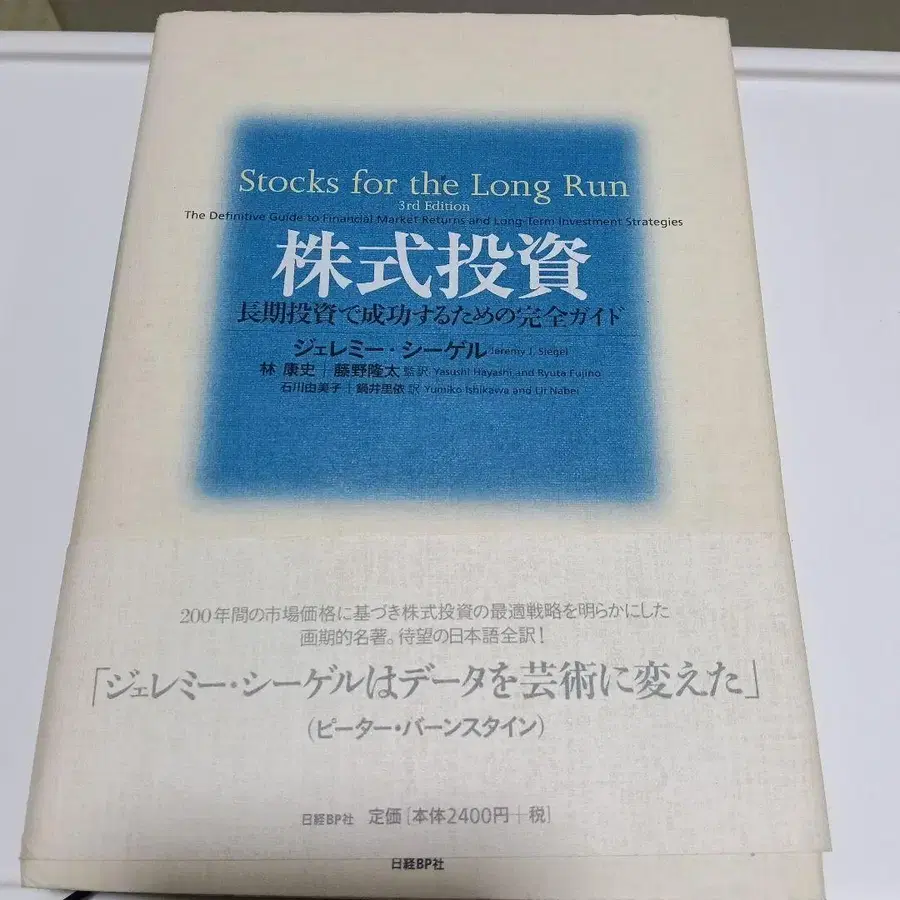 Stocks for the Long Run
3rd Edition
The Definitive Guide to Financial Market Returns and Long-Term Investment Strategies
株式投資
長期投資で成功するための完全ガイド
ジェレミー・シーゲル Jeremy J. Siegel
林 康史｜藤野隆太 監訳 Yasushi Hayashi and Ryuta Fujino
石川由美子｜鍋井里依 訳 Yumiko Ishikawa and Lii Nabei
200年間の市場価格に基づき株式投資の最適戦略を明らかにした
画期的名著。待望の日本語全訳！
「ジェレミー・シーゲルはデータを芸術に変えた」
(ピーター・バーンスタイン)
日経BP社 定価［本体2400円＋税］
日経BP社